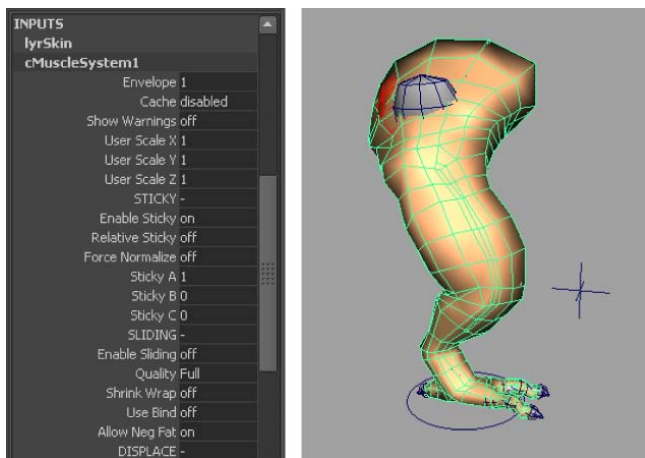 INPUTS
lyrSkin
cMuscleSystem1
Envelope 1
Cache disabled
Show Warnings off
User Scale X 1
User Scale Y 1
User Scale Z 1
STICKY -
Enable Sticky on
Relative Sticky off
Force Normalize off
Sticky A 1
Sticky B 0
Sticky C 0
SLIDING -
Enable Sliding off
Quality Full
Shrink Wrap off
Use Bind off
Allow Neg Fat on
DISPLACE -